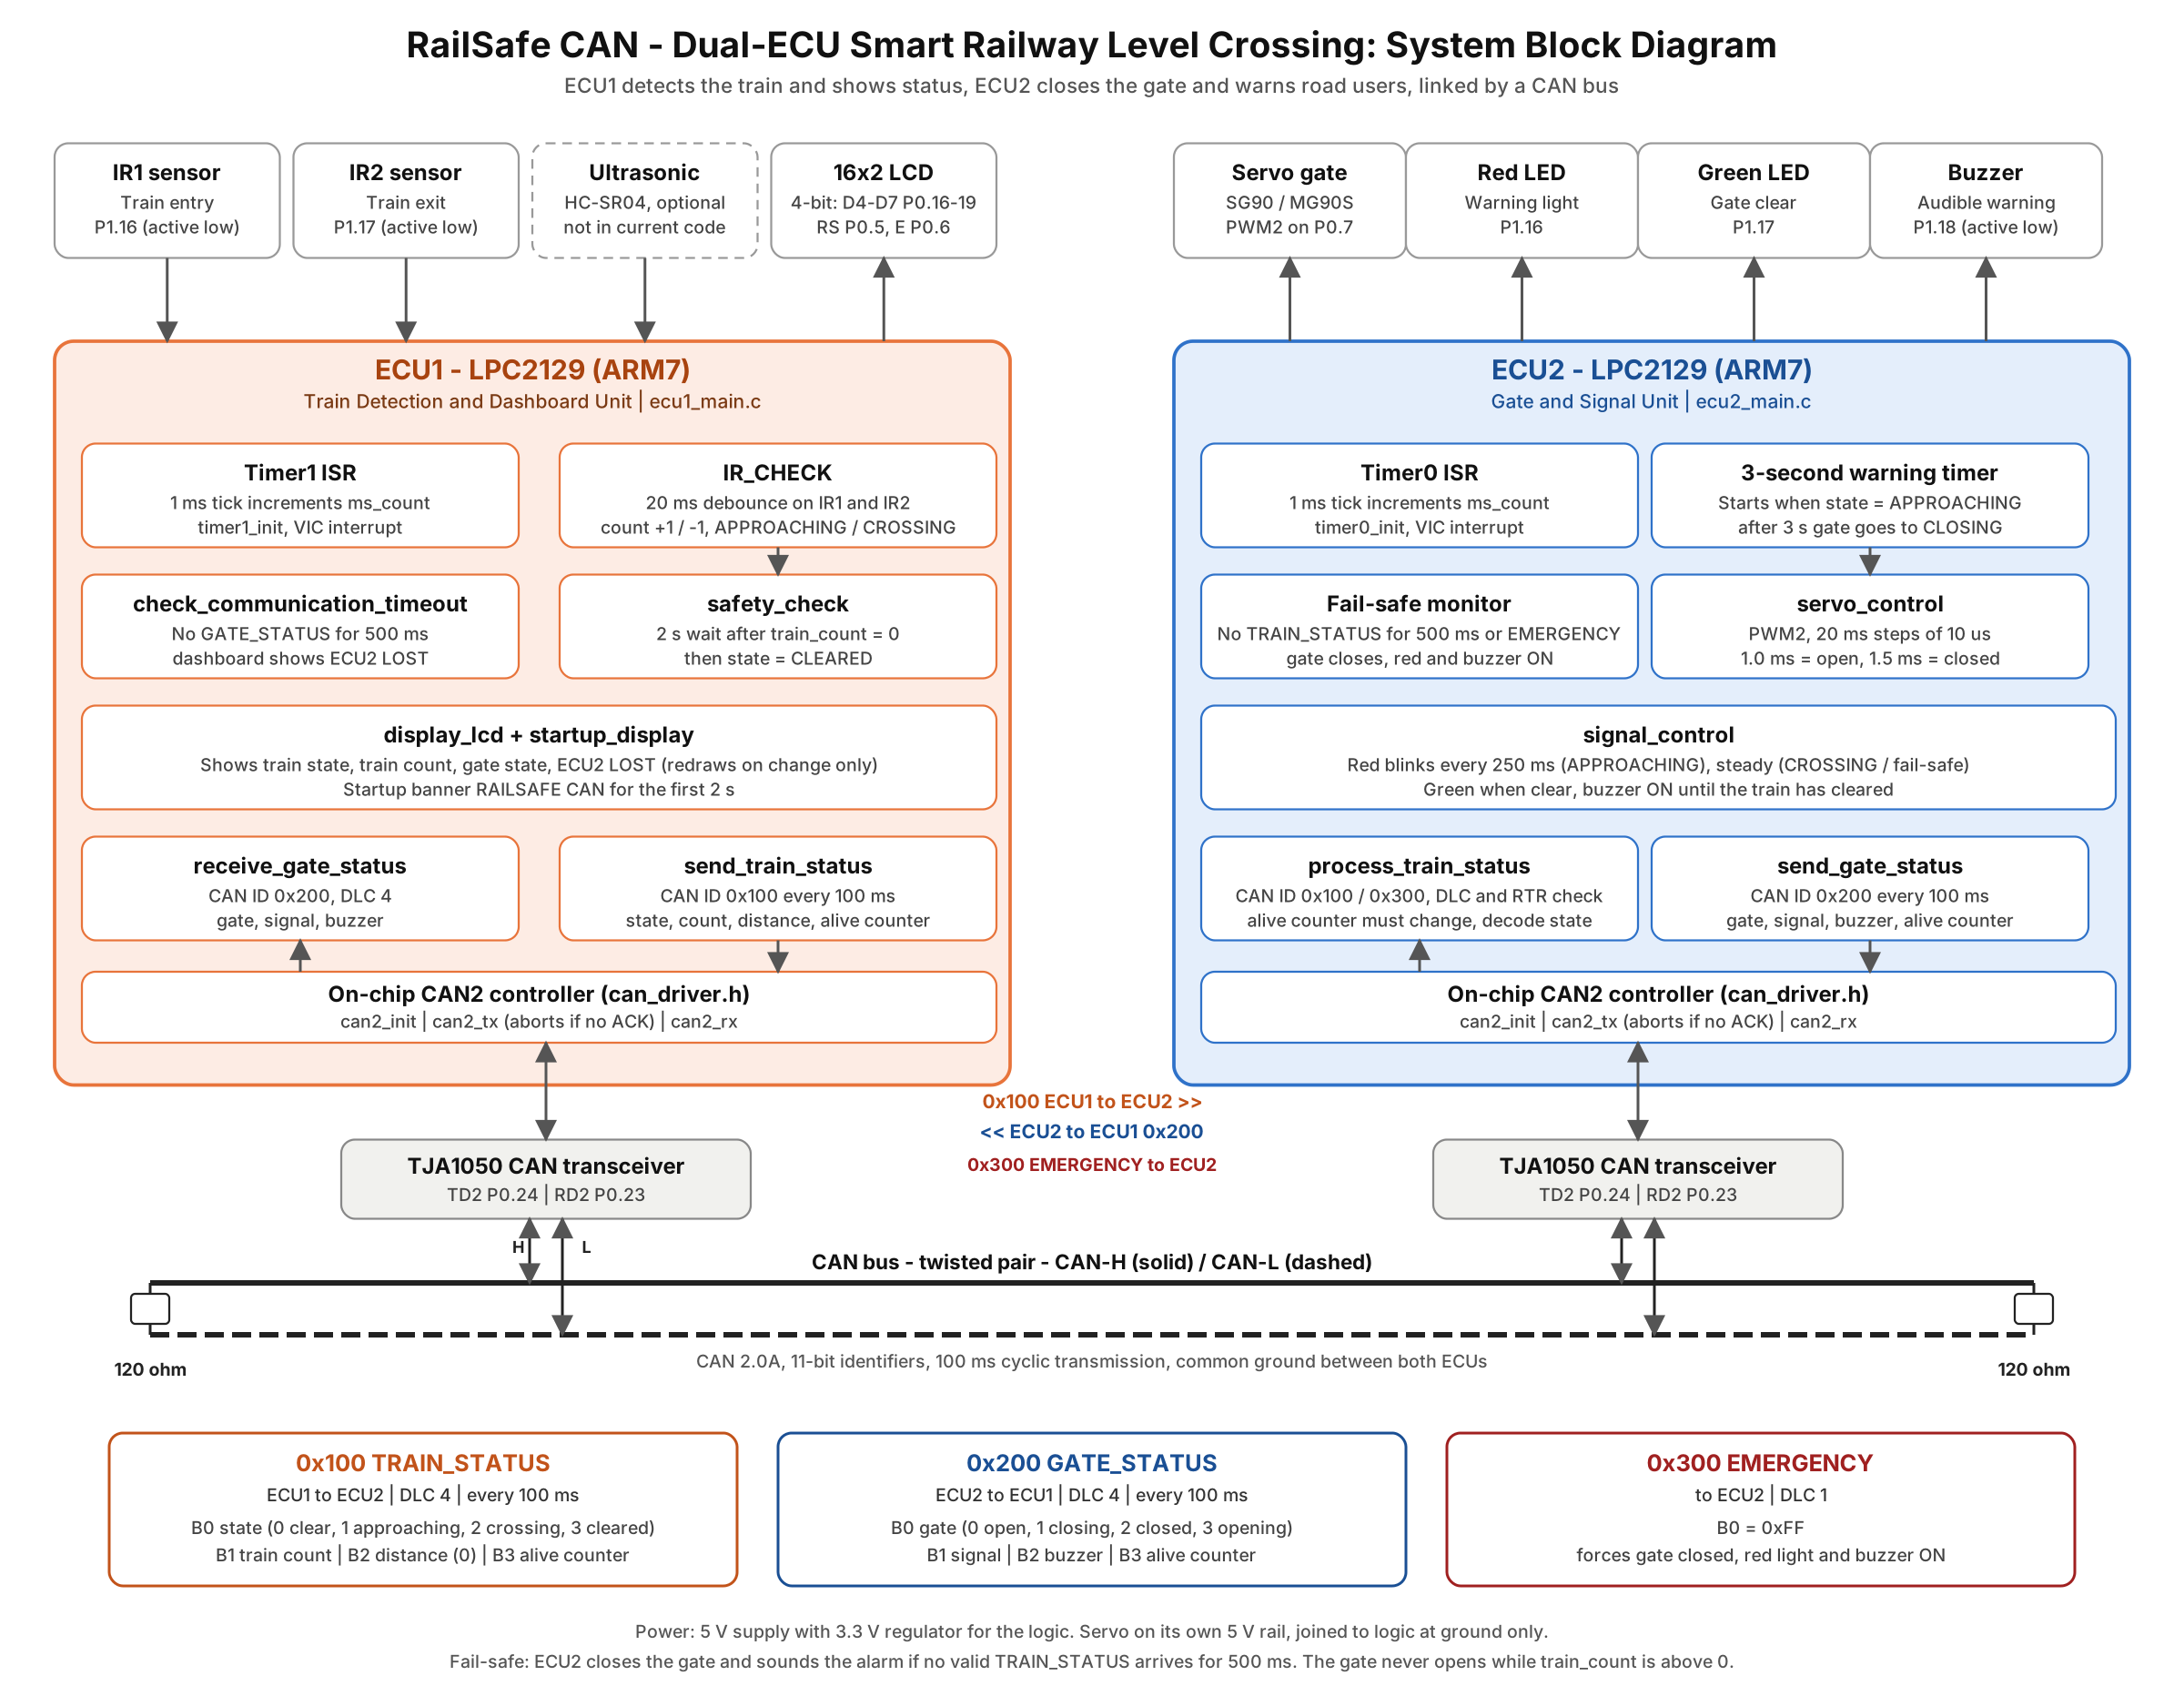 RailSafe CAN - Dual-ECU Smart Railway Level Crossing: System Block Diagram
ECU1 detects the train and shows status, ECU2 closes the gate and warns road users, linked by a CAN bus
IR1 sensor
Train entry
P1.16 (active low)
IR2 sensor
Train exit
P1.17 (active low)
Ultrasonic
HC-SR04, optional
not in current code
16x2 LCD
4-bit: D4-D7 P0.16-19
RS P0.5, E P0.6
Servo gate
SG90 / MG90S
PWM2 on P0.7
Red LED
Warning light
P1.16
Green LED
Gate clear
P1.17
Buzzer
Audible warning
P1.18 (active low)
ECU1 - LPC2129 (ARM7)
Train Detection and Dashboard Unit | ecu1_main.c
Timer1 ISR
1 ms tick increments ms_count
timer1_init, VIC interrupt
IR_CHECK
20 ms debounce on IR1 and IR2
count +1 / -1, APPROACHING / CROSSING
check_communication_timeout
No GATE_STATUS for 500 ms
dashboard shows ECU2 LOST
safety_check
2 s wait after train_count = 0
then state = CLEARED
display_lcd + startup_display
Shows train state, train count, gate state, ECU2 LOST (redraws on change only)
Startup banner RAILSAFE CAN for the first 2 s
receive_gate_status
CAN ID 0x200, DLC 4
gate, signal, buzzer
send_train_status
CAN ID 0x100 every 100 ms
state, count, distance, alive counter
On-chip CAN2 controller (can_driver.h)
can2_init | can2_tx (aborts if no ACK) | can2_rx
ECU2 - LPC2129 (ARM7)
Gate and Signal Unit | ecu2_main.c
Timer0 ISR
1 ms tick increments ms_count
timer0_init, VIC interrupt
3-second warning timer
Starts when state = APPROACHING
after 3 s gate goes to CLOSING
Fail-safe monitor
No TRAIN_STATUS for 500 ms or EMERGENCY
gate closes, red and buzzer ON
servo_control
PWM2, 20 ms steps of 10 us
1.0 ms = open, 1.5 ms = closed
signal_control
Red blinks every 250 ms (APPROACHING), steady (CROSSING / fail-safe)
Green when clear, buzzer ON until the train has cleared
process_train_status
CAN ID 0x100 / 0x300, DLC and RTR check
alive counter must change, decode state
send_gate_status
CAN ID 0x200 every 100 ms
gate, signal, buzzer, alive counter
On-chip CAN2 controller (can_driver.h)
can2_init | can2_tx (aborts if no ACK) | can2_rx
0x100 ECU1 to ECU2 >>
<< ECU2 to ECU1 0x200
0x300 EMERGENCY to ECU2
TJA1050 CAN transceiver
TD2 P0.24 | RD2 P0.23
TJA1050 CAN transceiver
TD2 P0.24 | RD2 P0.23
H
L
CAN bus - twisted pair - CAN-H (solid) / CAN-L (dashed)
CAN 2.0A, 11-bit identifiers, 100 ms cyclic transmission, common ground between both ECUs
120 ohm
120 ohm
0x100 TRAIN_STATUS
ECU1 to ECU2 | DLC 4 | every 100 ms
B0 state (0 clear, 1 approaching, 2 crossing, 3 cleared)
B1 train count | B2 distance (0) | B3 alive counter
0x200 GATE_STATUS
ECU2 to ECU1 | DLC 4 | every 100 ms
B0 gate (0 open, 1 closing, 2 closed, 3 opening)
B1 signal | B2 buzzer | B3 alive counter
0x300 EMERGENCY
to ECU2 | DLC 1
B0 = 0xFF
forces gate closed, red light and buzzer ON
Power: 5 V supply with 3.3 V regulator for the logic. Servo on its own 5 V rail, joined to logic at ground only.
Fail-safe: ECU2 closes the gate and sounds the alarm if no valid TRAIN_STATUS arrives for 500 ms. The gate never opens while train_count is above 0.